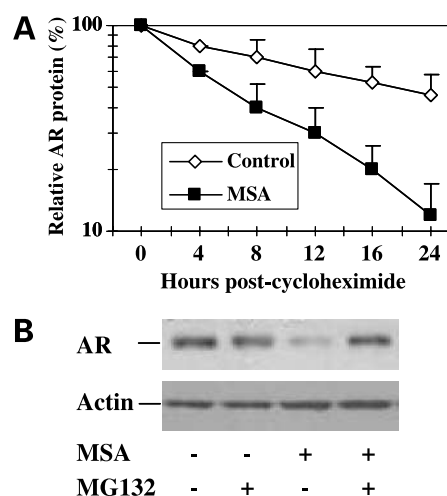 A
Relative AR protein (%)
100
10
Control
MSA
0 4 8 12 16 24
Hours post-cycloheximide
B
AR
Actin
MSA - - + +
MG132 - + - +